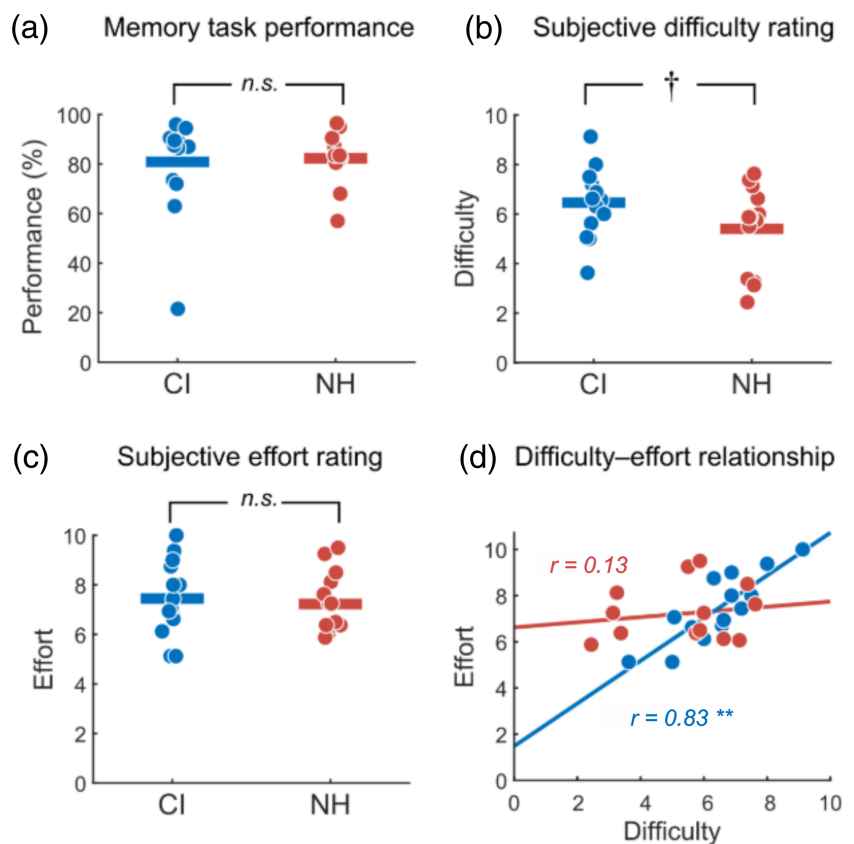 (a) Memory task performance
n.s.
Performance (%)
100
80
60
40
20
0
CI NH
(b) Subjective difficulty rating
†
Difficulty
10
8
6
4
2
0
CI NH
(c) Subjective effort rating
n.s.
Effort
10
8
6
4
2
0
CI NH
(d) Difficulty–effort relationship
r = 0.13
r = 0.83 **
Effort
10
8
6
4
2
0
0 2 4 6 8 10
Difficulty